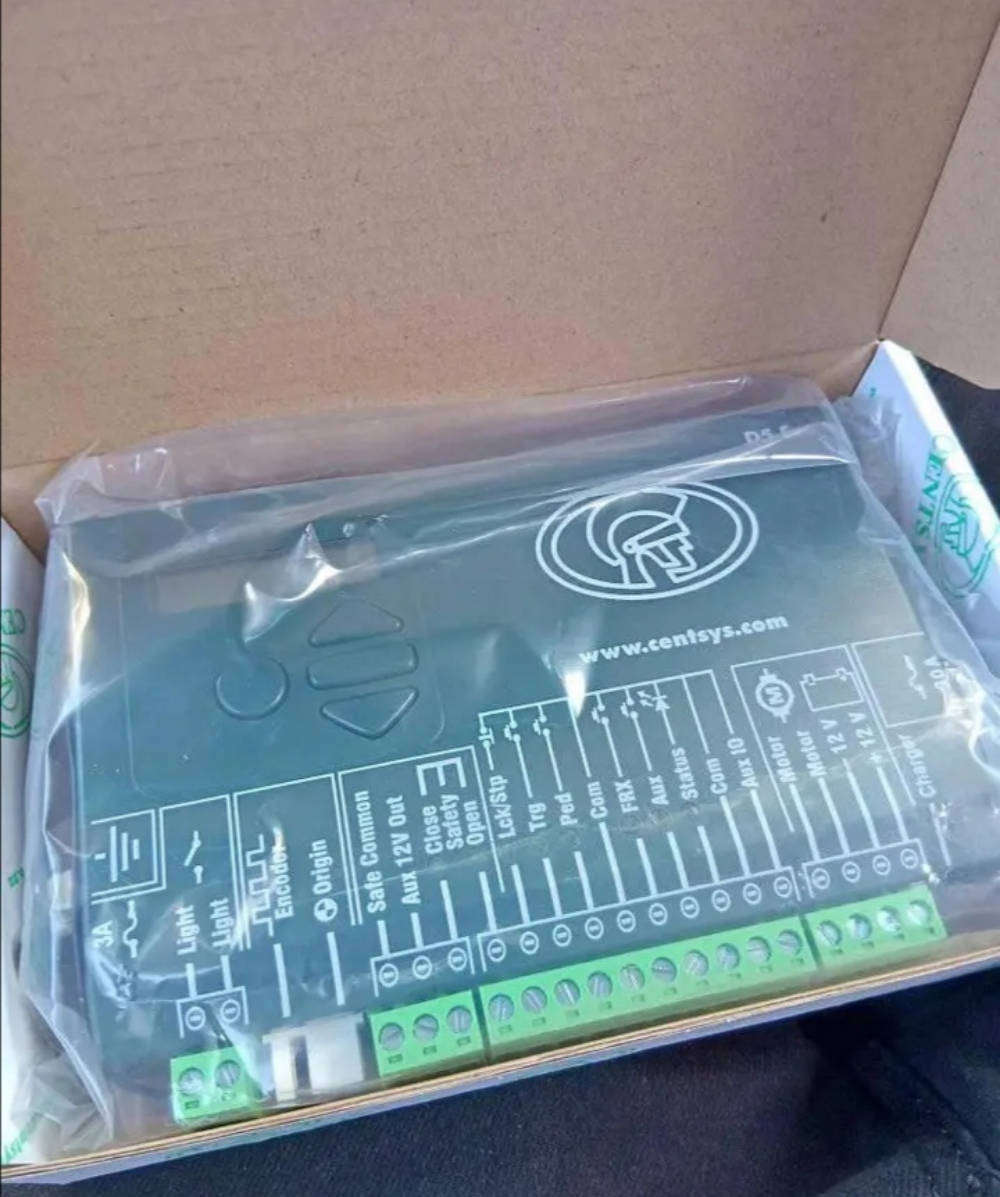 www.centsys.com
3A
Light
Light
Encoder
Origin
Safe Common
Aux 12V Out
Close
Safety
Open
Lck/Stp
Trg
Ped
Com
FRX
Aux
Status
Com
Aux IO
M
Motor
Motor
12 V
+ 12 V
Charger
CENTS